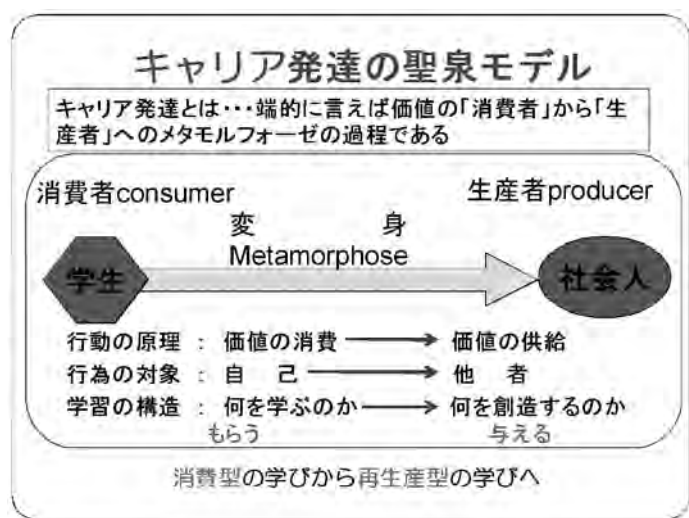 キャリア発達の聖泉モデル
キャリア発達とは・・・端的に言えば価値の「消費者」から「生
産者」へのメタモルフォーゼの過程である
消費者consumer 生産者producer
変 身
Metamorphose
学生 社会人
行動の原理 : 価値の消費 価値の供給
行為の対象 : 自 己 他 者
学習の構造 : 何を学ぶのか 何を創造するのか
もらう 与える
消費型の学びから再生産型の学びへ